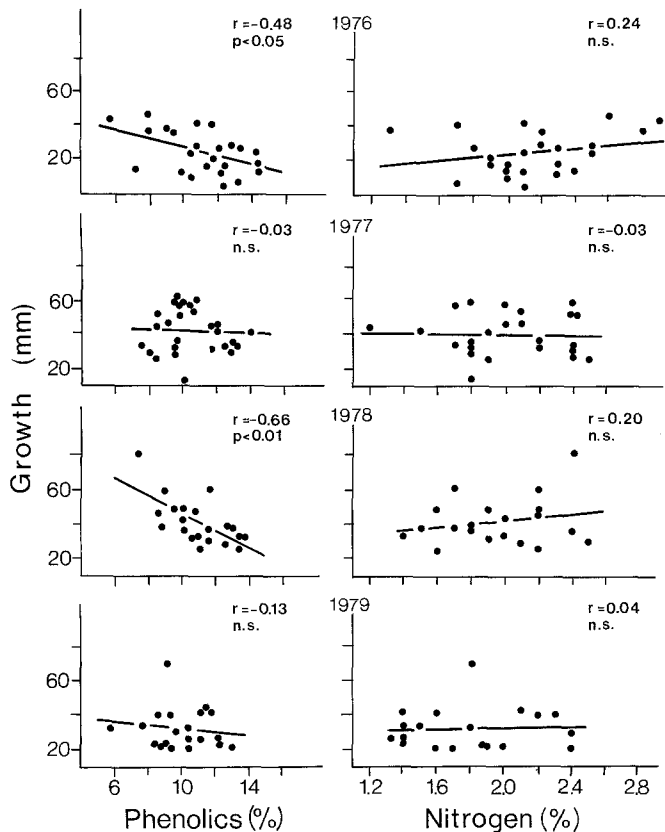 1976
r=-0.48
p<0.05
r=0.24
n.s.
60
20
1977
r=-0.03
n.s.
r=-0.03
n.s.
60
20
Growth (mm)
1978
r=-0.66
p<0.01
r=0.20
n.s.
60
20
1979
r=-0.13
n.s.
r=0.04
n.s.
60
20
6 10 14
1.2 1.6 2.0 2.4 2.8
Phenolics(%)
Nitrogen(%)